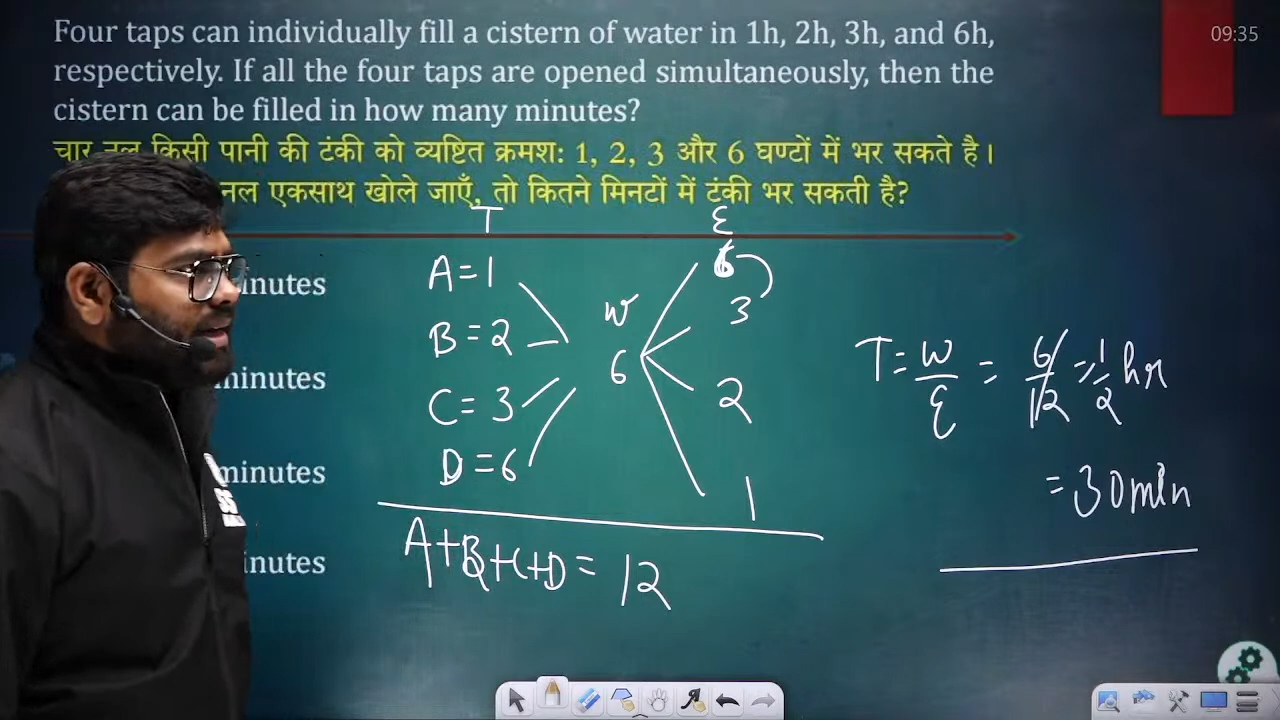 Four taps can individually fill a cistern of water in 1h, 2h, 3h, and 6h,
09:35
respectively. If all the four taps are opened simultaneously, then the
cistern can be filled in how many minutes?
चार नल किसी पानी की टंकी को व्यष्टित क्रमश: 1, 2, 3 और 6 घण्टों में भर सकते है।
नल एकसाथ खोले जाएँ, तो कितने मिनटों में टंकी भर सकती है?
T
E
minutes
A=1
6
B=2
W
3
minutes
6
C=3
2
T=W/E = 6/12 = 1/2 hr
minutes
D=6
1
=30min
A+B+C+D= 12
minutes